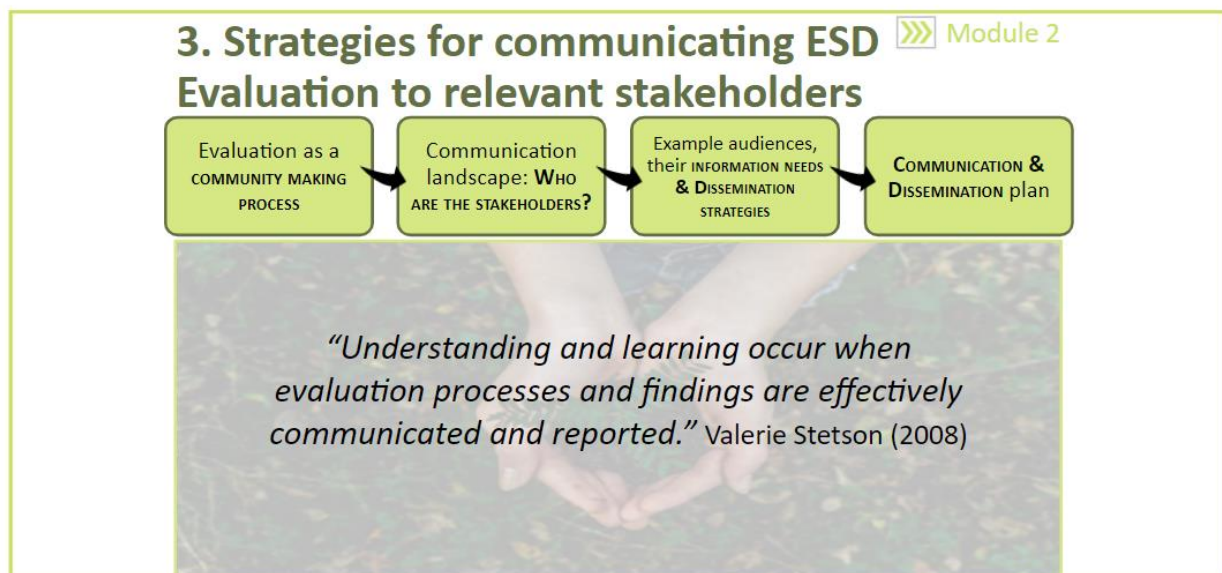 3. Strategies for communicating ESD
Module 2
Evaluation to relevant stakeholders
Evaluation as a
COMMUNITY MAKING
PROCESS
Communication
landscape: WHO
ARE THE STAKEHOLDERS?
Example audiences,
their INFORMATION NEEDS
& DISSEMINATION
STRATEGIES
COMMUNICATION &
DISSEMINATION plan
“Understanding and learning occur when
evaluation processes and findings are effectively
communicated and reported.” Valerie Stetson (2008)